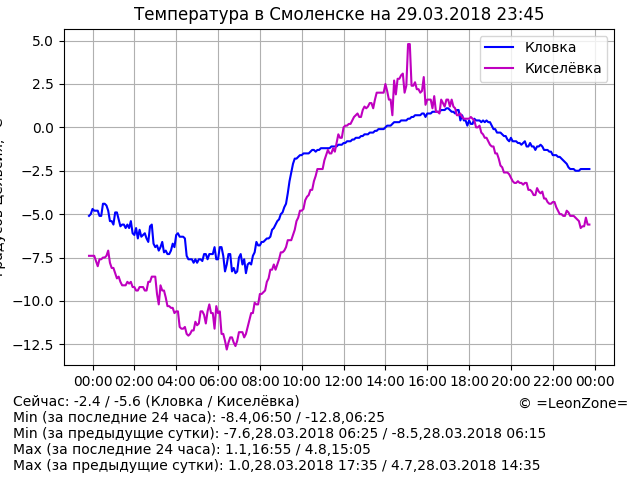 Температура в Смоленске на 29.03.2018 23:45
5.0
2.5
0.0
−2.5
−5.0
−7.5
−10.0
−12.5
Кловка
Киселёвка
00:00 02:00 04:00 06:00 08:00 10:00 12:00 14:00 16:00 18:00 20:00 22:00 00:00
Сейчас: -2.4 / -5.6 (Кловка / Киселёвка)
© =LeonZone=
Min (за последние 24 часа): -8.4,06:50 / -12.8,06:25
Min (за предыдущие сутки): -7.6,28.03.2018 06:25 / -8.5,28.03.2018 06:15
Max (за последние 24 часа): 1.1,16:55 / 4.8,15:05
Max (за предыдущие сутки): 1.0,28.03.2018 17:35 / 4.7,28.03.2018 14:35